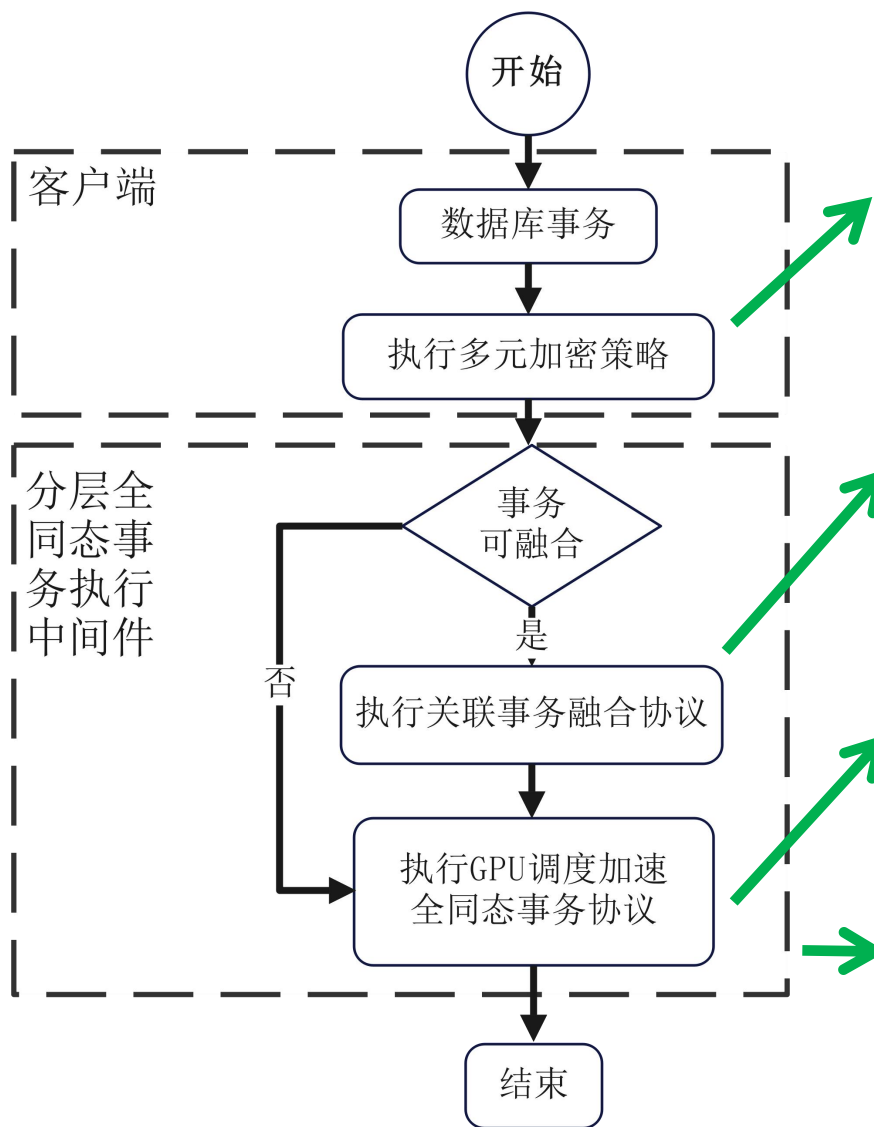 开始
客户端
数据库事务
执行多元加密策略
分层全
同态事
务执行
中间件
事务
可融合
是
否
执行关联事务融合协议
执行GPU调度加速
全同态事务协议
结束